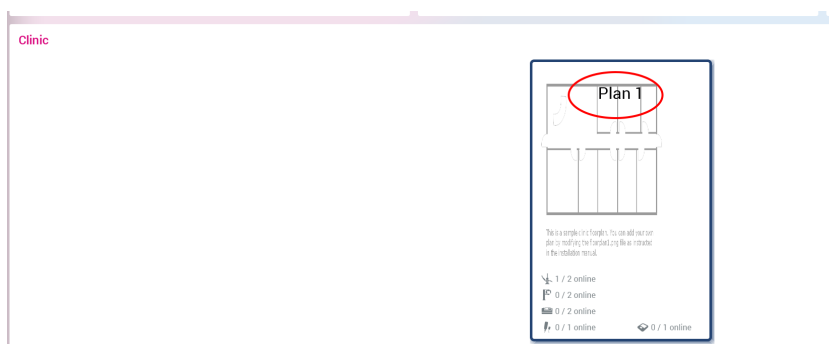 Clinic
Plan 1
This is a sample clinic floorplan. You can add your own
plan by modifying the floorplan1.png file as instructed
in the installation manual.
1 / 2 online
0 / 2 online
0 / 2 online
0 / 1 online
0 / 1 online